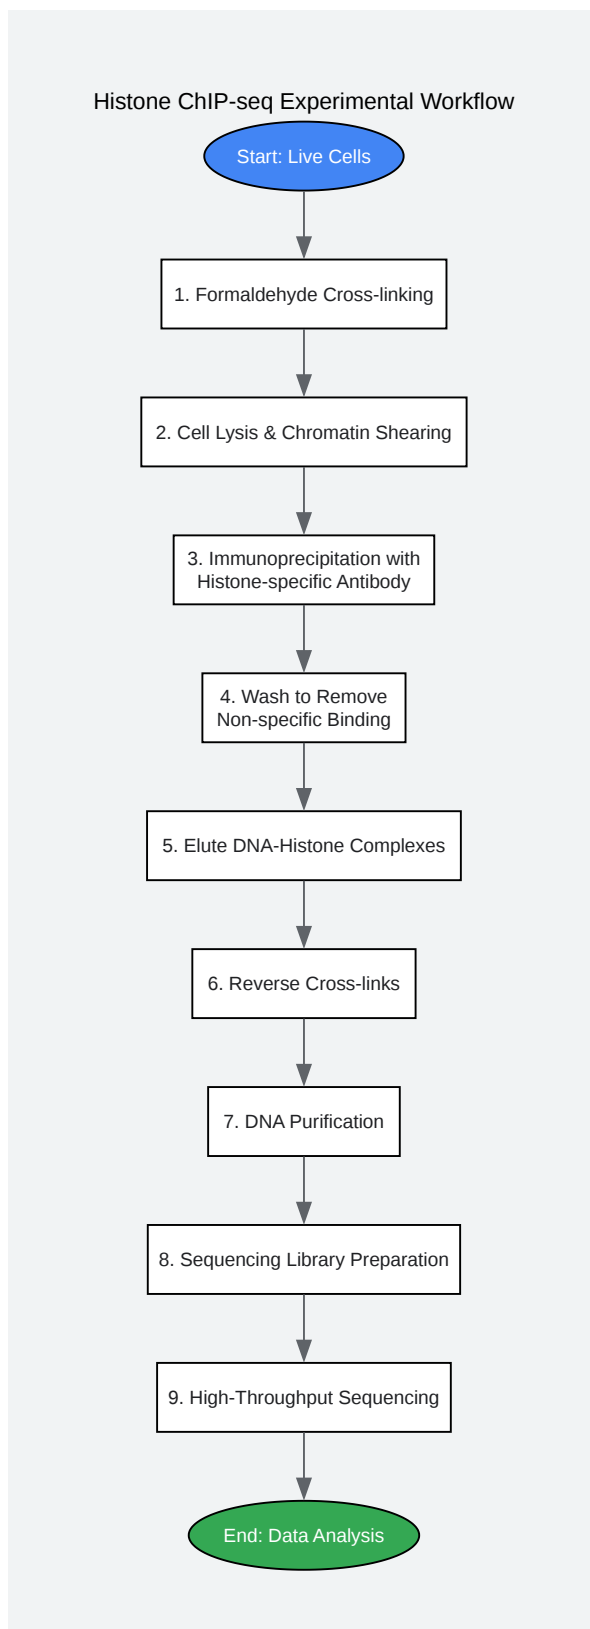 Histone ChIP-seq Experimental Workflow
Start: Live Cells
1. Formaldehyde Cross-linking
2. Cell Lysis & Chromatin Shearing
3. Immunoprecipitation with
Histone-specific Antibody
4. Wash to Remove
Non-specific Binding
5. Elute DNA-Histone Complexes
6. Reverse Cross-links
7. DNA Purification
8. Sequencing Library Preparation
9. High-Throughput Sequencing
End: Data Analysis